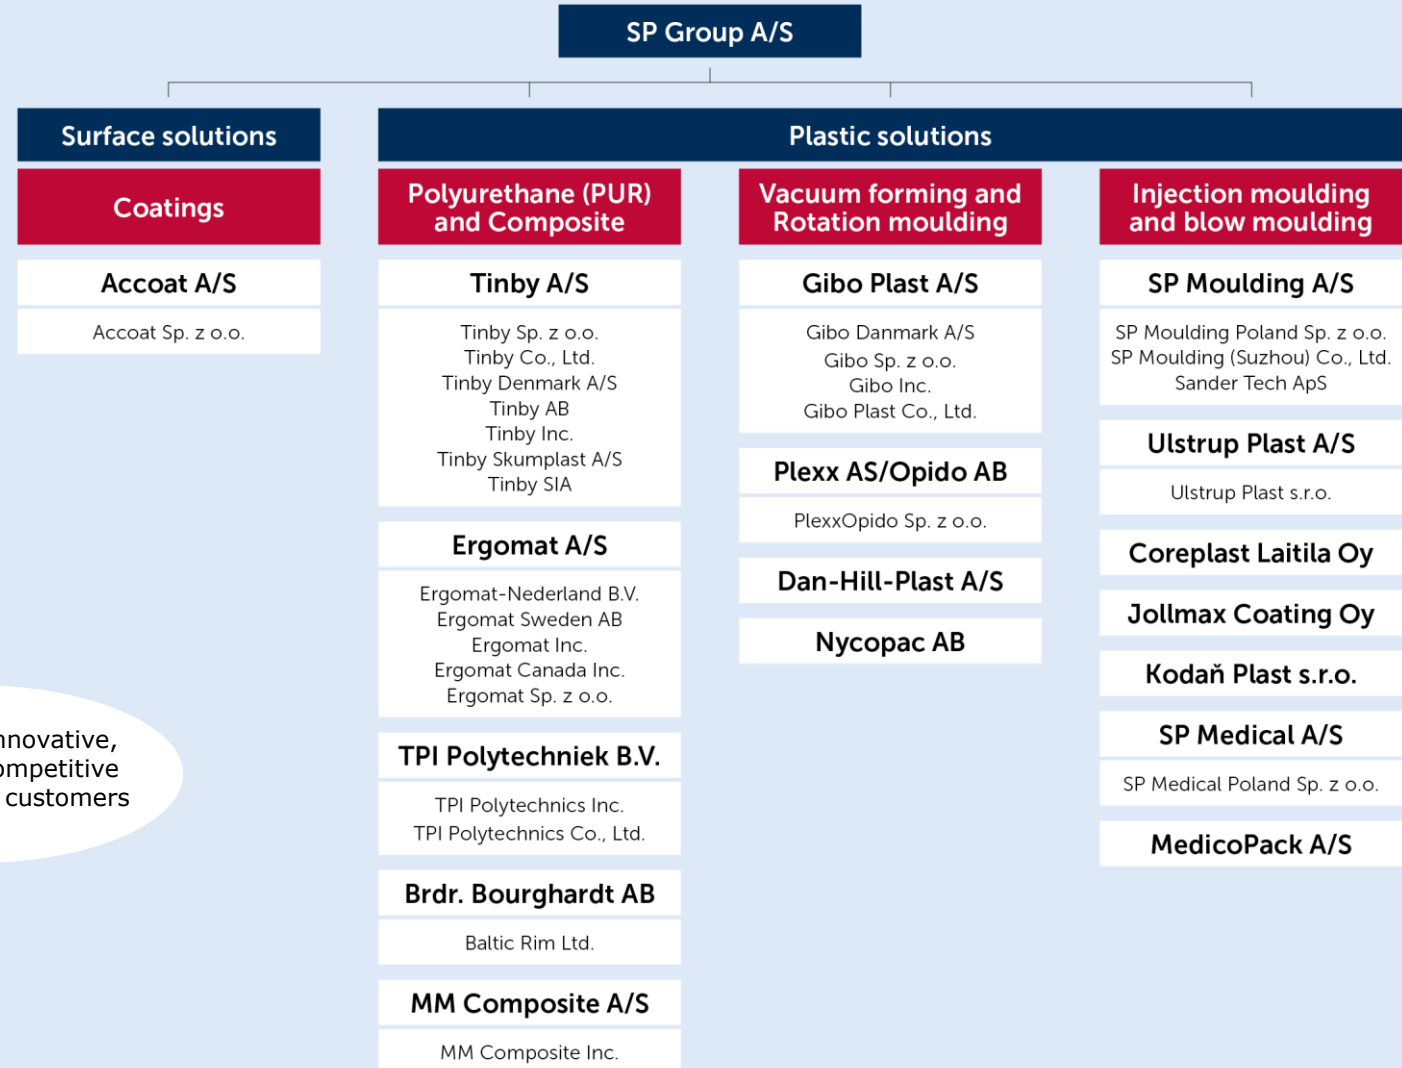 SP Group A/S
Surface solutions
Plastic solutions
Coatings
Accoat A/S
Accoat Sp. z o.o.
Polyurethane (PUR)
and Composite
Tinby A/S
Tinby Sp. z o.o.
Tinby Co., Ltd.
Tinby Denmark A/S
Tinby AB
Tinby Inc.
Tinby Skumplast A/S
Tinby SIA
Ergomat A/S
Ergomat-Nederland B.V.
Ergomat Sweden AB
Ergomat Inc.
Ergomat Canada Inc.
Ergomat Sp. z o.o.
TPI Polytechniek B.V.
TPI Polytechnics Inc.
TPI Polytechnics Co., Ltd.
Brdr. Bourghardt AB
Baltic Rim Ltd.
MM Composite A/S
MM Composite Inc.
Vacuum forming and
Rotation moulding
Gibo Plast A/S
Gibo Danmark A/S
Gibo Sp. z o.o.
Gibo Inc.
Gibo Plast Co., Ltd.
Plexx AS/Opido AB
PlexxOpido Sp. z o.o.
Dan-Hill-Plast A/S
Nycopac AB
Injection moulding
and blow moulding
SP Moulding A/S
SP Moulding Poland Sp. z o.o.
SP Moulding (Suzhou) Co., Ltd.
Sander Tech ApS
Ulstrup Plast A/S
Ulstrup Plast s.r.o.
Coreplast Laitila Oy
Jollmax Coating Oy
Kodaň Plast s.r.o.
SP Medical A/S
SP Medical Poland Sp. z o.o.
MedicoPack A/S
customers